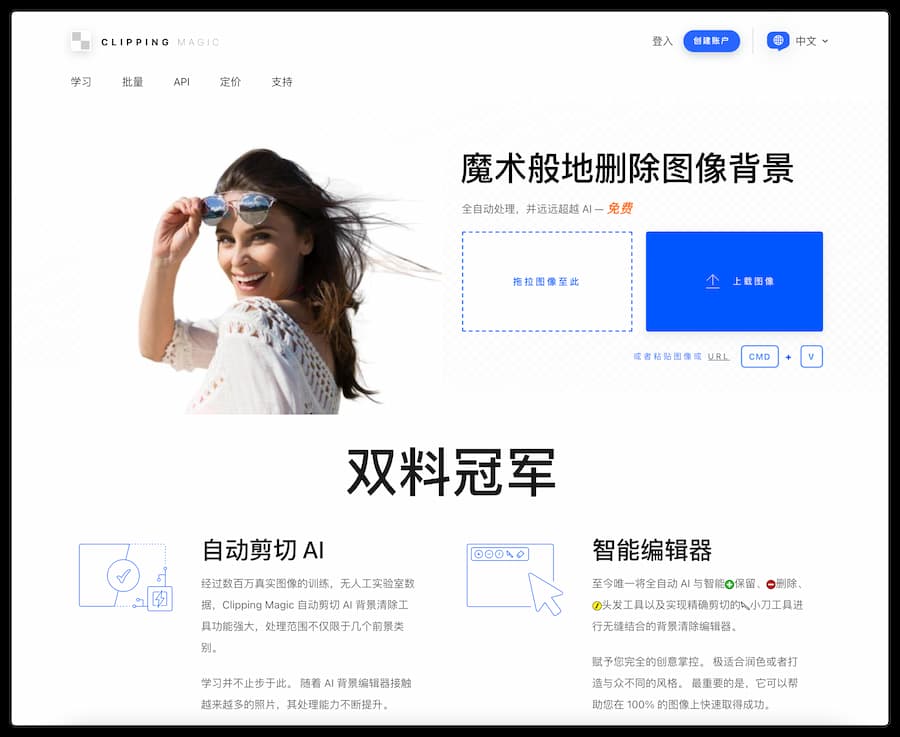 CLIPPING MAGIC
登入
创建账户
中文
学习 批量 API 定价 支持
魔术般地删除图像背景
全自动处理，并远远超越 AI — 免费
拖拉图像至此
上载图像
或者粘贴图像或 URL CMD + V
双料冠军
自动剪切 AI
经过数百万真实图像的训练，无人工实验室数
据，Clipping Magic 自动剪切 AI 背景清除工
具功能强大，处理范围不仅限于几个前景类
别。
学习并不止步于此。 随着 AI 背景编辑器接触
越来越多的照片，其处理能力不断提升。
智能编辑器
至今唯一将全自动 AI 与智能保留、删除、
头发工具以及实现精确剪切的小刀工具进
行无缝结合的背景清除编辑器。
赋予您完全的创意掌控。 极适合润色或者打
造与众不同的风格。 最重要的是，它可以帮
助您在 100% 的图像上快速取得成功。